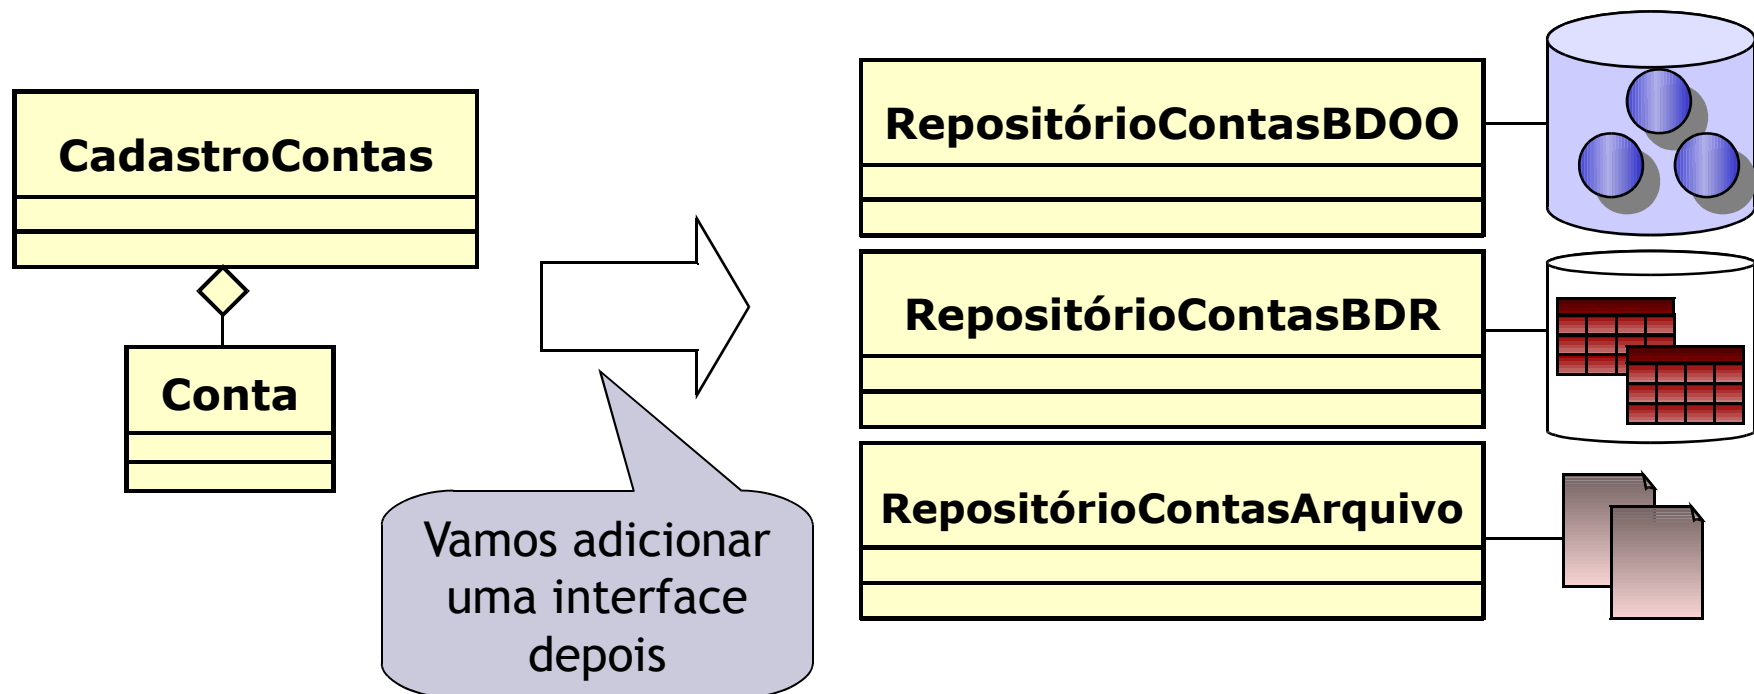 CadastroContas
Conta
Vamos adicionar
uma interface
depois
RepositórioContasBDOO
RepositórioContasBDR
RepositórioContasArquivo